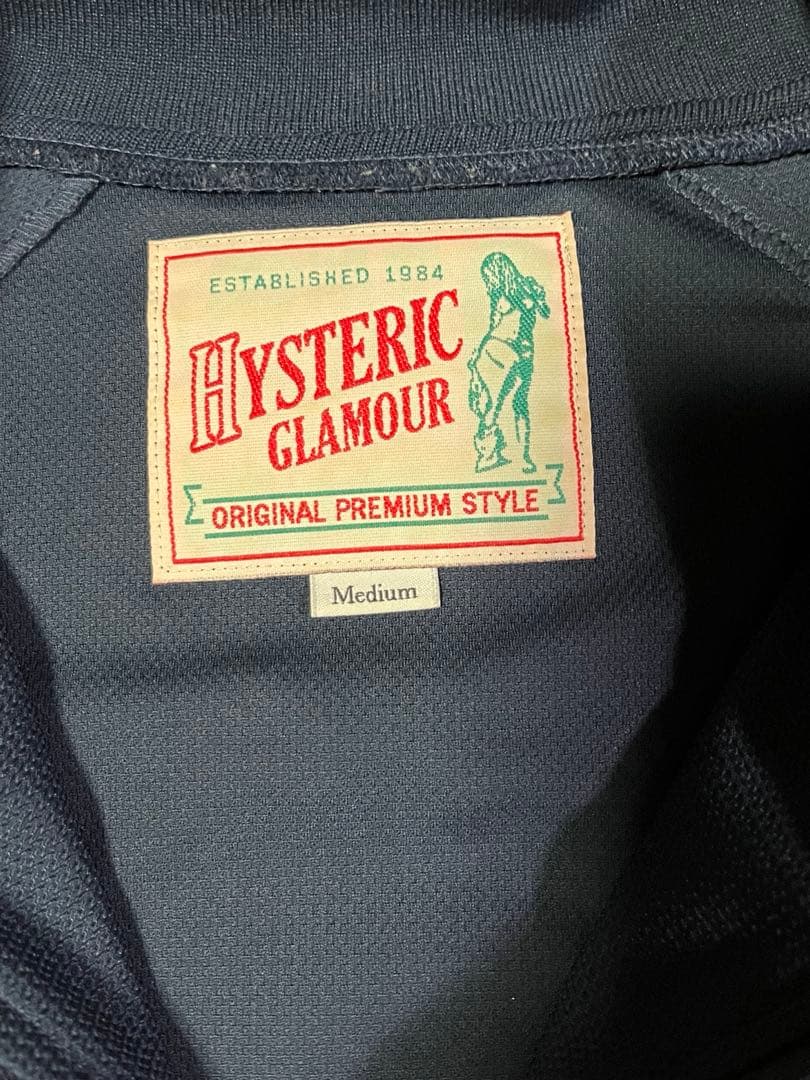 ESTABLISHED 1984
HYSTERIC
GLAMOUR
ORIGINAL PREMIUM STYLE
Medium